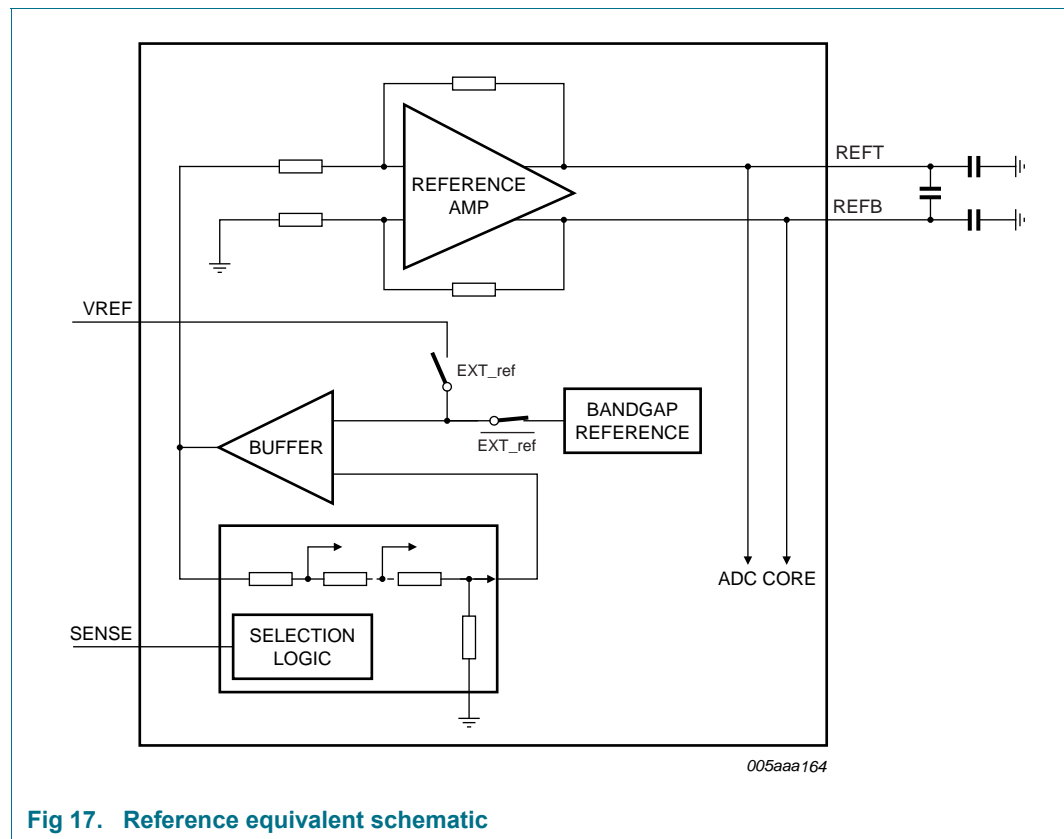 REFERENCE
AMP
REFT
REFB
VREF
EXT_ref
EXT_ref
BANDGAP
REFERENCE
BUFFER
ADC CORE
SENSE
SELECTION
LOGIC
005aaa164
Fig 17. Reference equivalent schematic